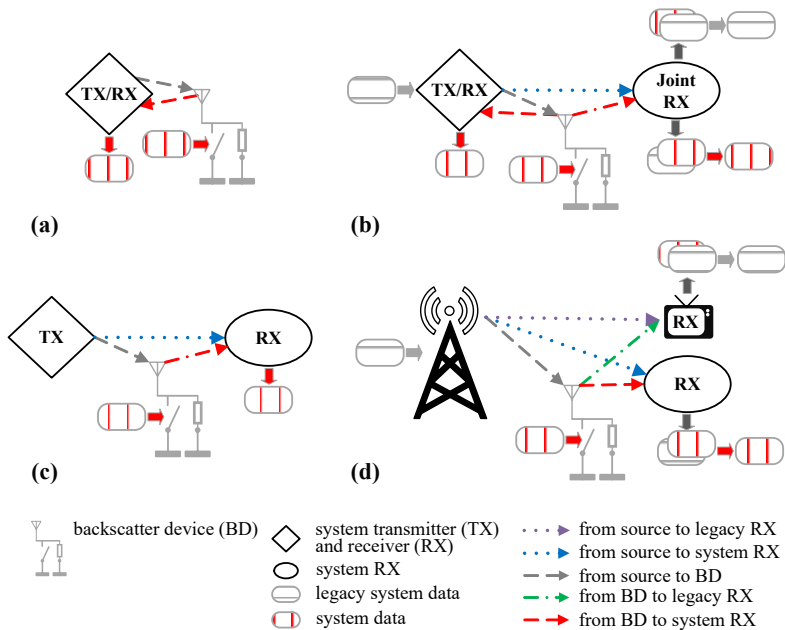 TX/RX
(a)
TX/RX
Joint
RX
(b)
TX
RX
(c)
RX
RX
(d)
backscatter device (BD)
system transmitter (TX)
and receiver (RX)
system RX
legacy system data
system data
from source to legacy RX
from source to system RX
from source to BD
from BD to legacy RX
from BD to system RX